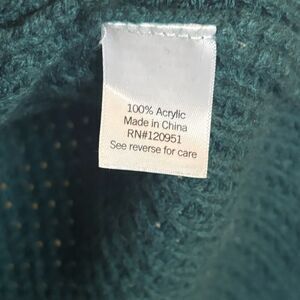 100% Acrylic
Made in China
RN#120951
See reverse for care